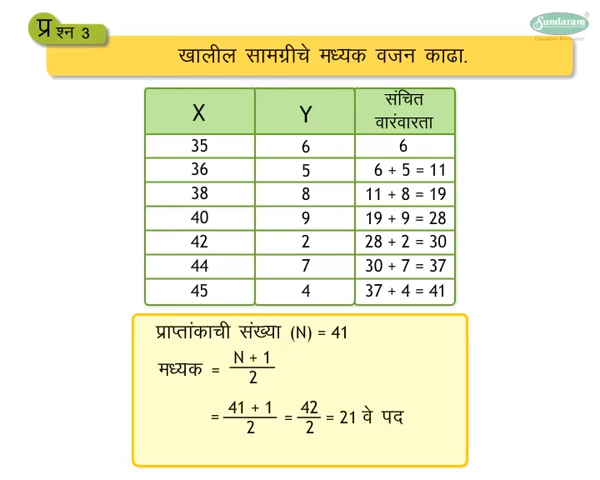 प्रश्न 3
Sundaram
खालील सामग्रीचे मध्यक वजन काढा.
X Y संचित वारंवारता
35 6 6
36 5 6 + 5 = 11
38 8 11 + 8 = 19
40 9 19 + 9 = 28
42 2 28 + 2 = 30
44 7 30 + 7 = 37
45 4 37 + 4 = 41
प्राप्तांकाची संख्या (N) = 41
मध्यक = N + 1 / 2
= 41 + 1 / 2 = 42 / 2 = 21 वे पद